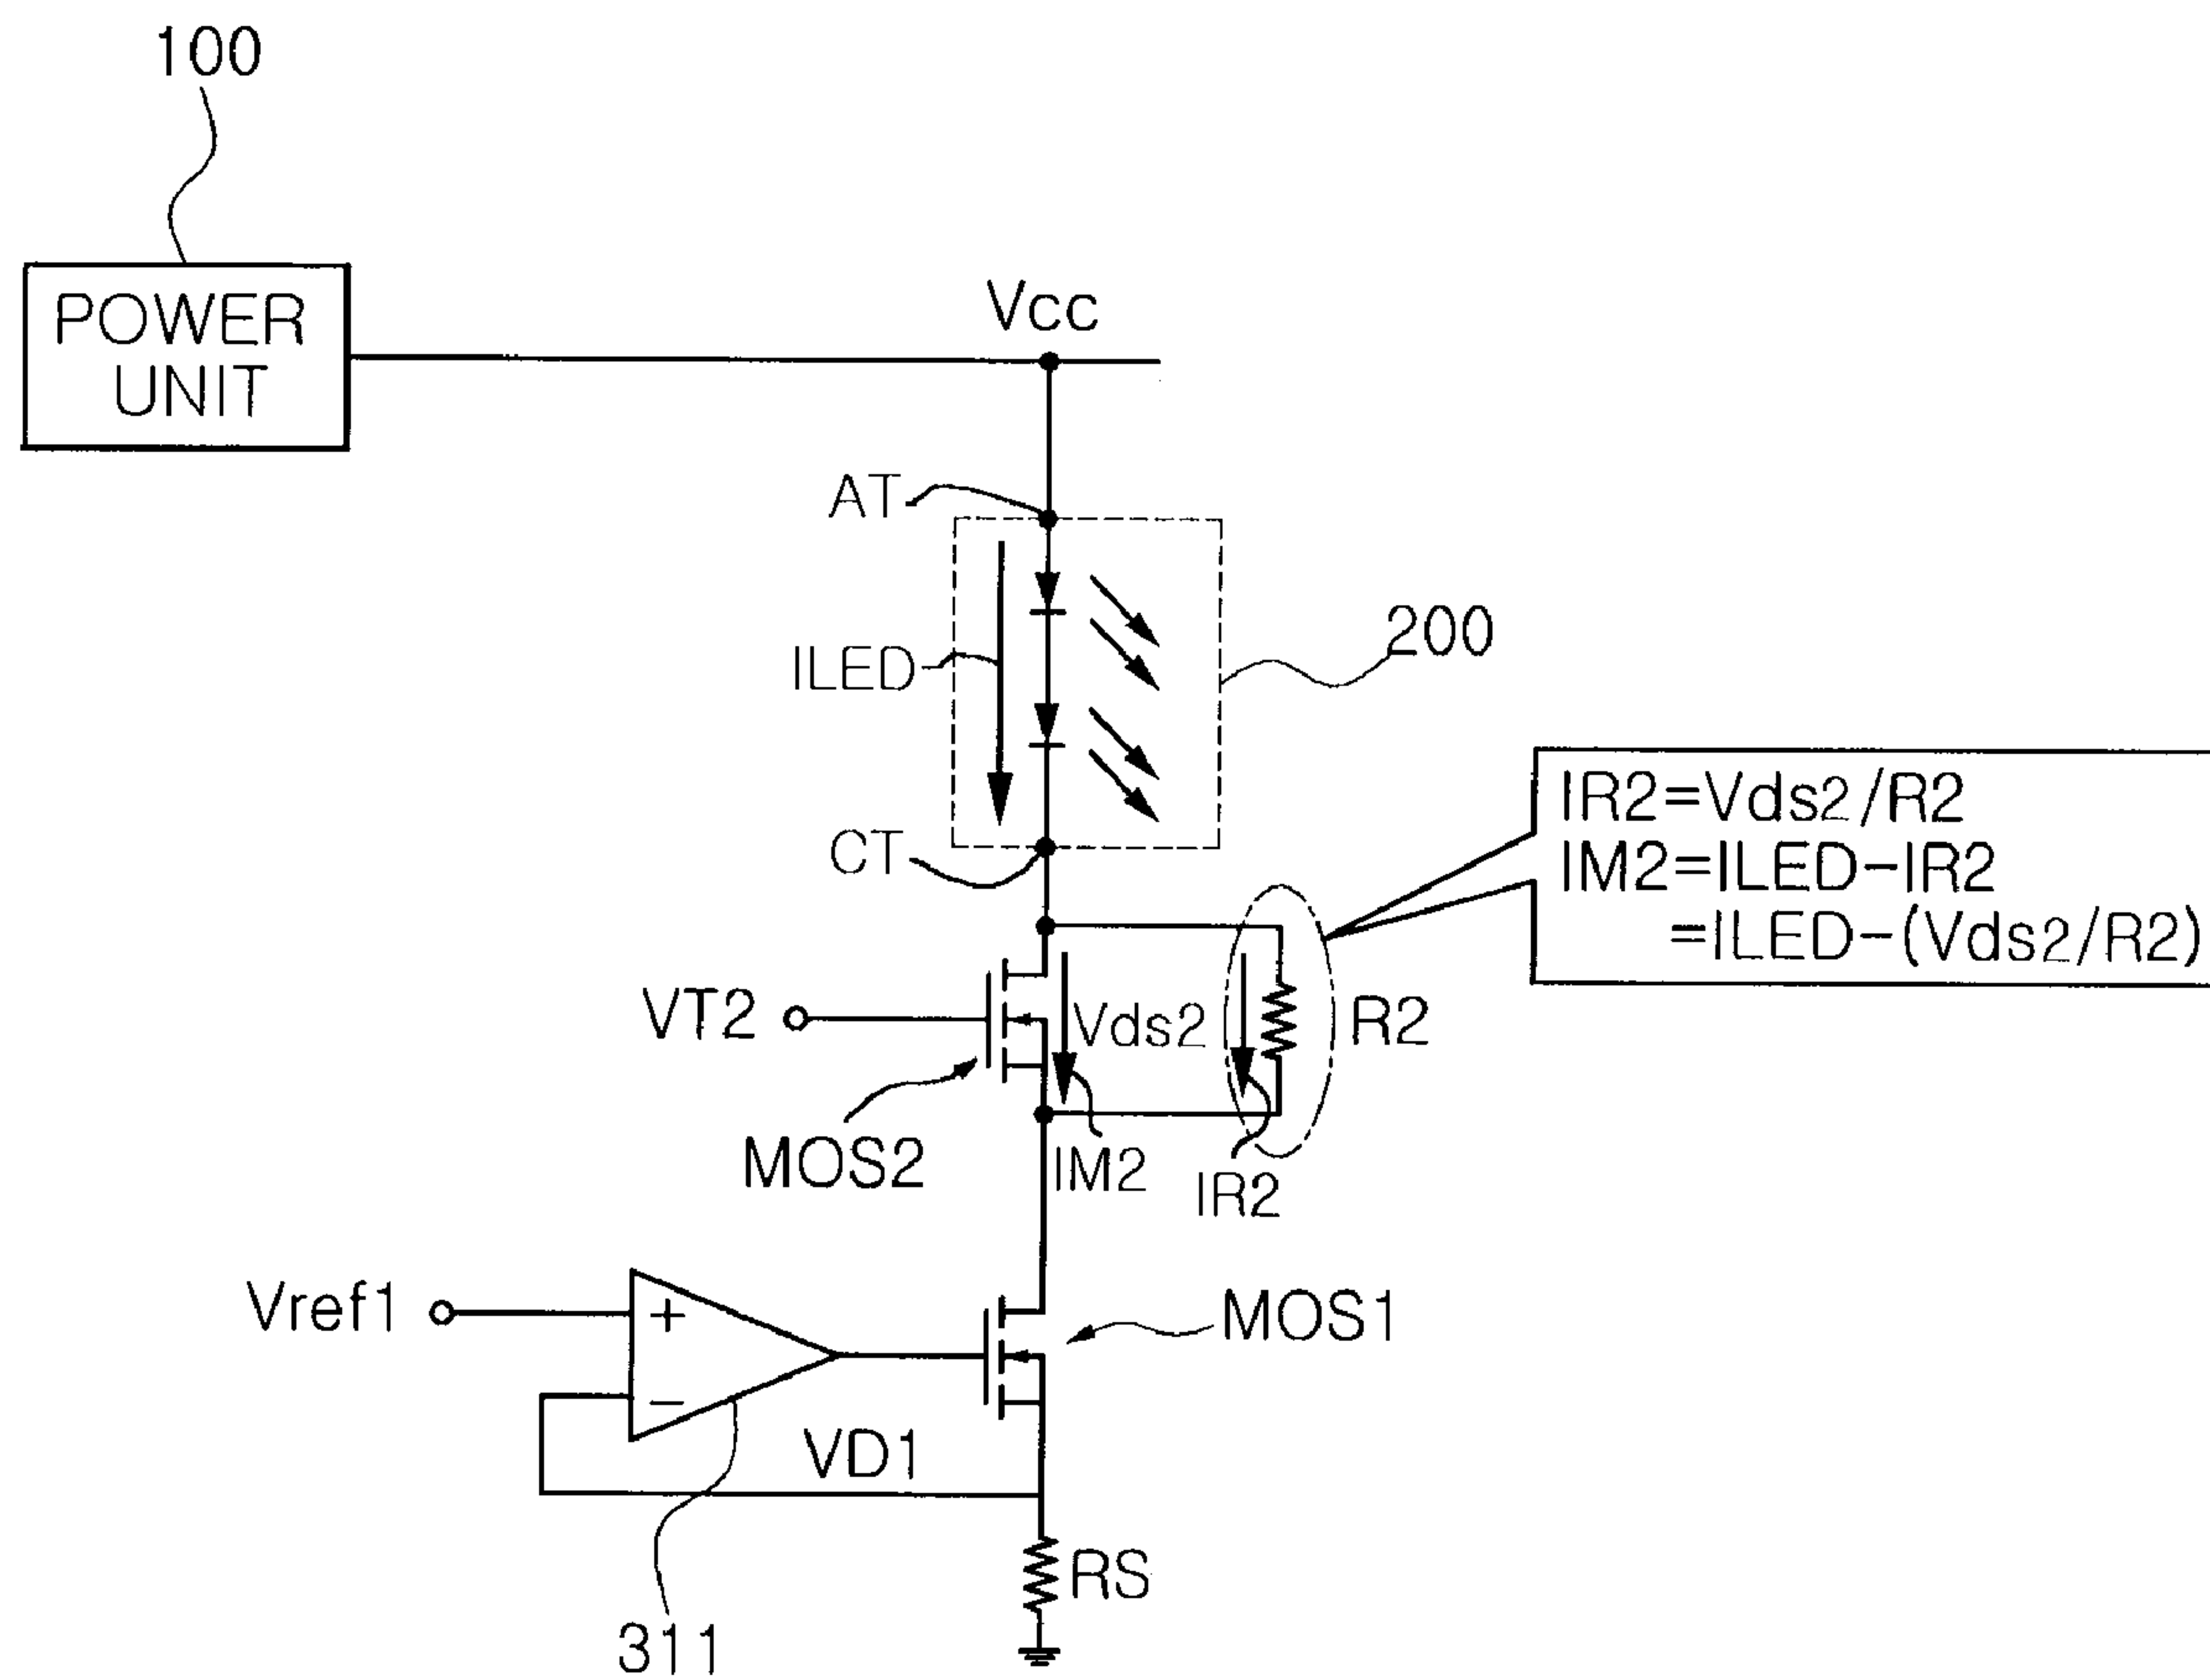 100
POWER
UNIT
Vcc
AT
ILED
200
CT
IR2=Vds2/R2
IM2=ILED-IR2
=ILED-(Vds2/R2)
VT2
Vds2
R2
MOS2
IM2
IR2
Vref1
+
-
MOS1
VD1
RS
311